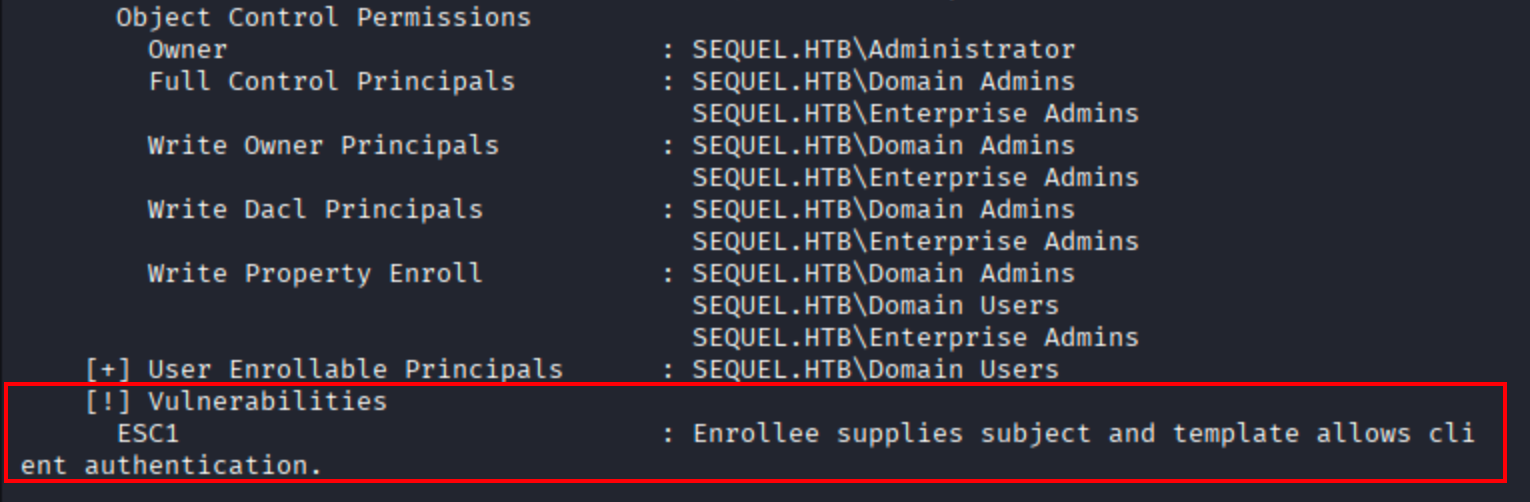 Object Control Permissions
Owner : SEQUEL.HTB\Administrator
Full Control Principals : SEQUEL.HTB\Domain Admins
SEQUEL.HTB\Enterprise Admins
Write Owner Principals : SEQUEL.HTB\Domain Admins
SEQUEL.HTB\Enterprise Admins
Write Dacl Principals : SEQUEL.HTB\Domain Admins
SEQUEL.HTB\Enterprise Admins
Write Property Enroll : SEQUEL.HTB\Domain Admins
SEQUEL.HTB\Domain Users
SEQUEL.HTB\Enterprise Admins
[+] User Enrollable Principals : SEQUEL.HTB\Domain Users
[!] Vulnerabilities
ESC1 : Enrollee supplies subject and template allows cli
ent authentication.